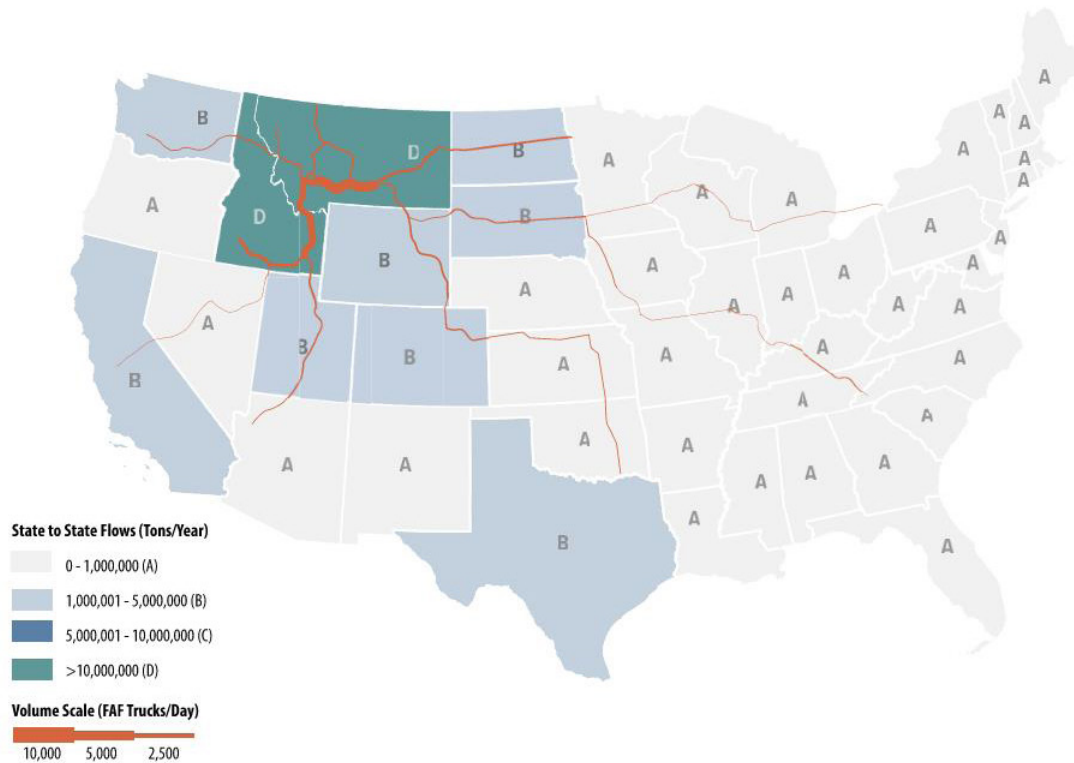 A
A
B
A
D
B
A
A
A
A
A
A
A
D
B
A
A
B
A
A
A
A
A
A
A
A
A
B
B
A
A
A
A
B
A
A
A
A
A
A
A
A
A
A
B
A
State to State Flows (Tons/Year)
0 - 1,000,000 (A)
1,000,001 - 5,000,000 (B)
5,000,001 - 10,000,000 (C)
>10,000,000 (D)
Volume Scale (FAF Trucks/Day)
10,000 5,000 2,500